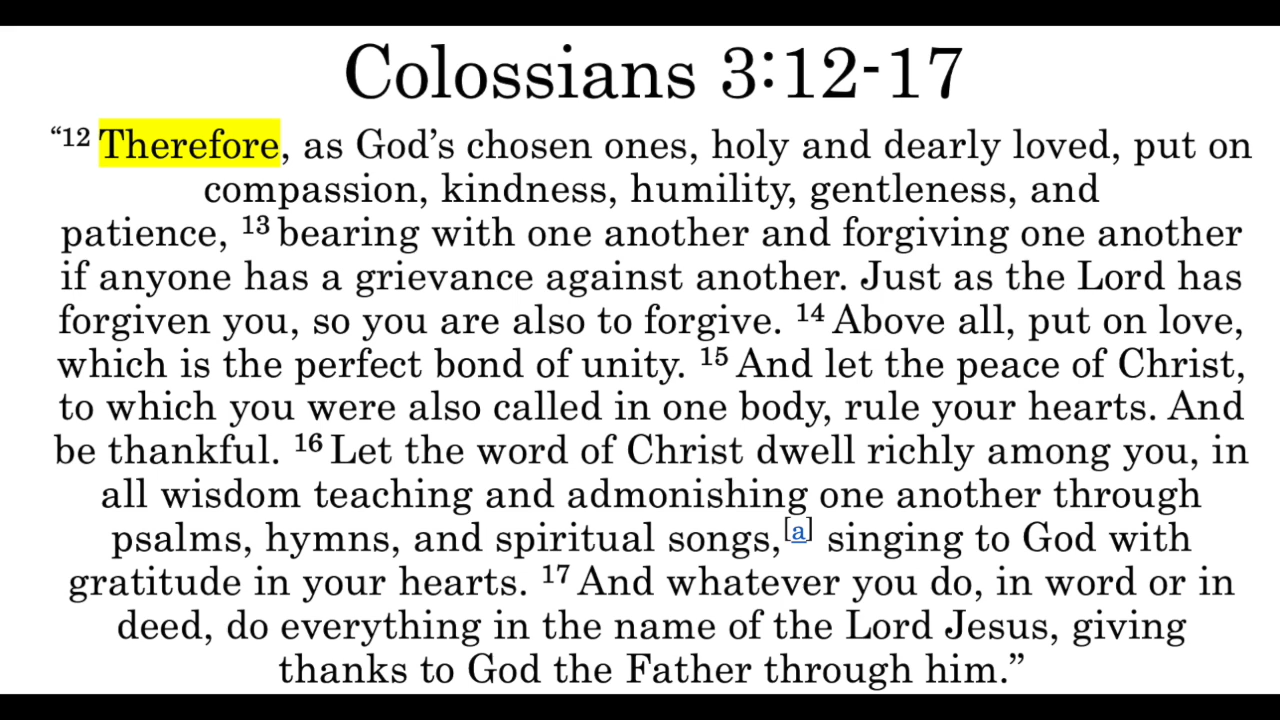 Colossians 3:12-17
“12 Therefore, as God’s chosen ones, holy and dearly loved, put on
compassion, kindness, humility, gentleness, and
patience, 13 bearing with one another and forgiving one another
if anyone has a grievance against another. Just as the Lord has
forgiven you, so you are also to forgive. 14 Above all, put on love,
which is the perfect bond of unity. 15 And let the peace of Christ,
to which you were also called in one body, rule your hearts. And
be thankful. 16 Let the word of Christ dwell richly among you, in
all wisdom teaching and admonishing one another through
psalms, hymns, and spiritual songs,[a] singing to God with
gratitude in your hearts. 17 And whatever you do, in word or in
deed, do everything in the name of the Lord Jesus, giving
thanks to God the Father through him.”